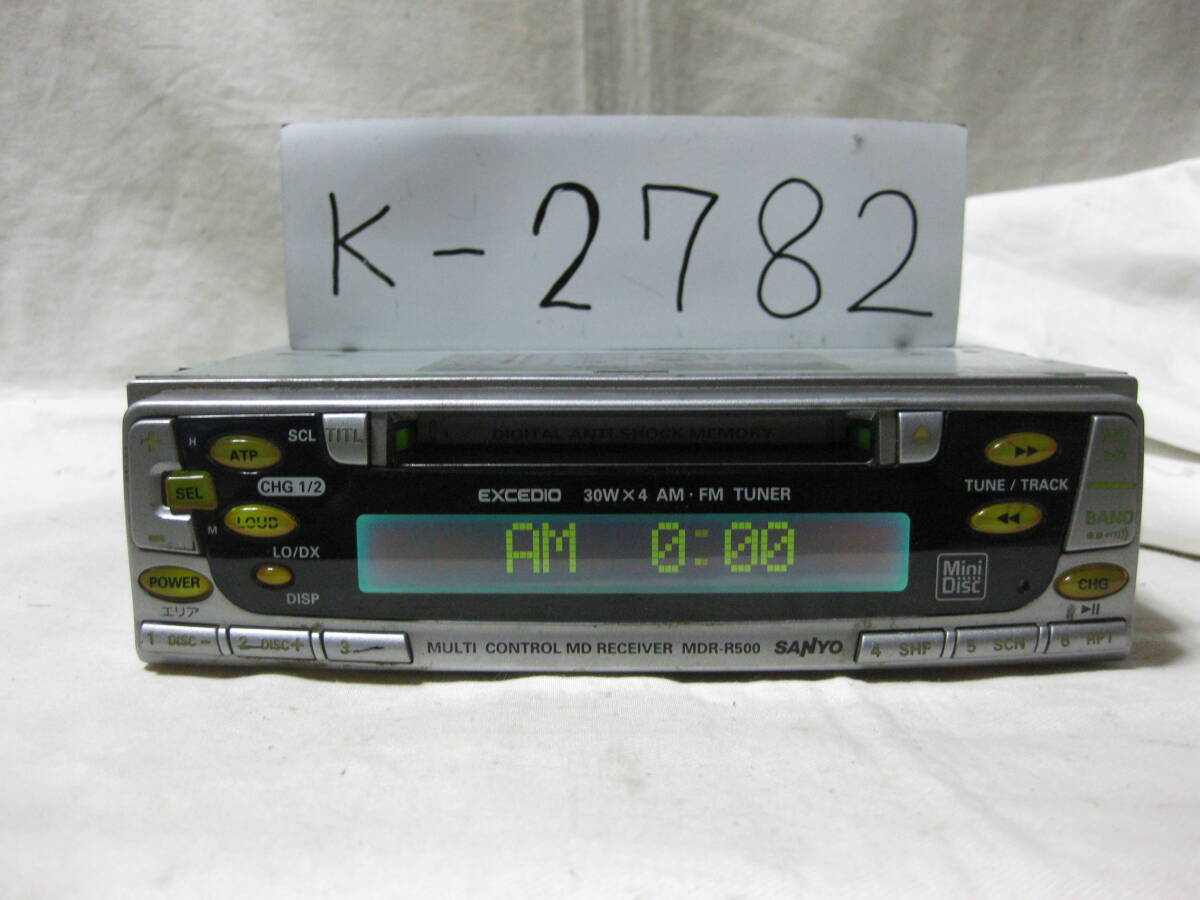 K-2782
SCL TITL DIGITAL ANTI SHOCK MEMORY
H ATP
SEL CHG 1/2 EXCEDIO 30W×4 AM·FM TUNER TUNE / TRACK
M LOUD AM 0:00 BAND
LO/DX
POWER DISP Mini Disc CHG
エリア
1 DISC- 2 DISC+ 3 MULTI CONTROL MD RECEIVER MDR-R500 SANYO 4 SHF 5 SCN 6 RPT